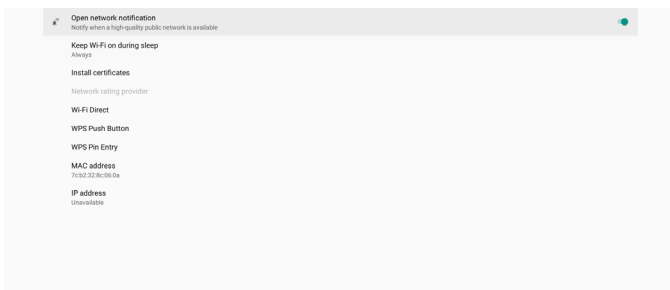 Open network notification
Notify when a high-quality public network is available
Keep Wi-Fi on during sleep
Always
Install certificates
Network rating provider
Wi-Fi Direct
WPS Push Button
WPS Pin Entry
MAC address
7c:b2:32:8c:06:0a
IP address
Unavailable